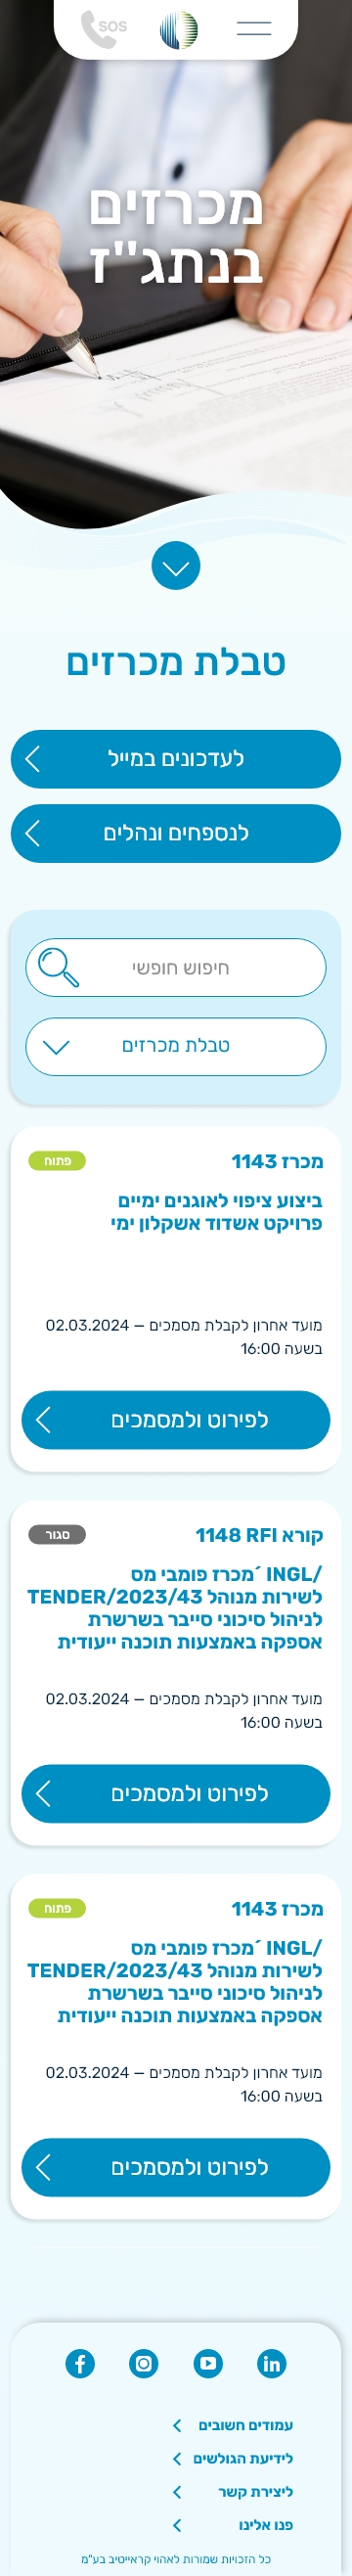 SOS
מכרזים
בנתג"ז
טבלת מכרזים
לעדכונים במייל
לנספחים ונהלים
חיפוש חופשי
טבלת מכרזים
מכרז 1143
פתוח
ביצוע ציפוי לאוגנים ימיים
פרויקט אשדוד אשקלון ימי
מועד אחרון לקבלת מסמכים – 02.03.2024
בשעה 16:00
לפירוט ולמסמכים
קורא 1148 RFI
סגור
מכרז פומבי מס´ INGL/
TENDER/2023/43 לשירות מנוהל
לניהול סיכוני סייבר בשרשרת
אספקה באמצעות תוכנה ייעודית
מועד אחרון לקבלת מסמכים – 02.03.2024
בשעה 16:00
לפירוט ולמסמכים
מכרז 1143
פתוח
מכרז פומבי מס´ INGL/
TENDER/2023/43 לשירות מנוהל
לניהול סיכוני סייבר בשרשרת
אספקה באמצעות תוכנה ייעודית
מועד אחרון לקבלת מסמכים – 02.03.2024
בשעה 16:00
לפירוט ולמסמכים
עמודים חשובים
לידיעת הגולשים
ליצירת קשר
פנו אלינו
כל הזכויות שמורות לאהוי קראייטיב בע"מ